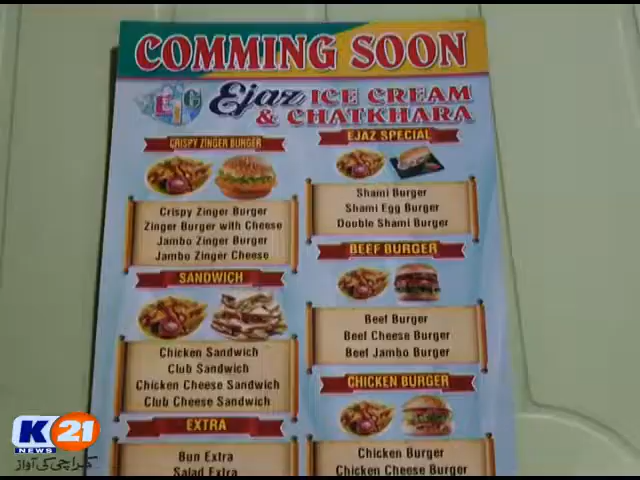 COMMING SOON
EIG
Ejaz ICE CREAM
& CHATKHARA
CRISPY ZINGER BURGER
Crispy Zinger Burger
Zinger Burger with Cheese
Jambo Zinger Burger
Jambo Zinger Cheese
SANDWICH
Chicken Sandwich
Club Sandwich
Chicken Cheese Sandwich
Club Cheese Sandwich
EXTRA
Bun Extra
Salad Extra
EJAZ SPECIAL
Shami Burger
Shami Egg Burger
Double Shami Burger
BEEF BURGER
Beef Burger
Beef Cheese Burger
Beef Jambo Burger
CHICKEN BURGER
Chicken Burger
Chicken Cheese Burger
K21
NEWS
کراچی کی آواز